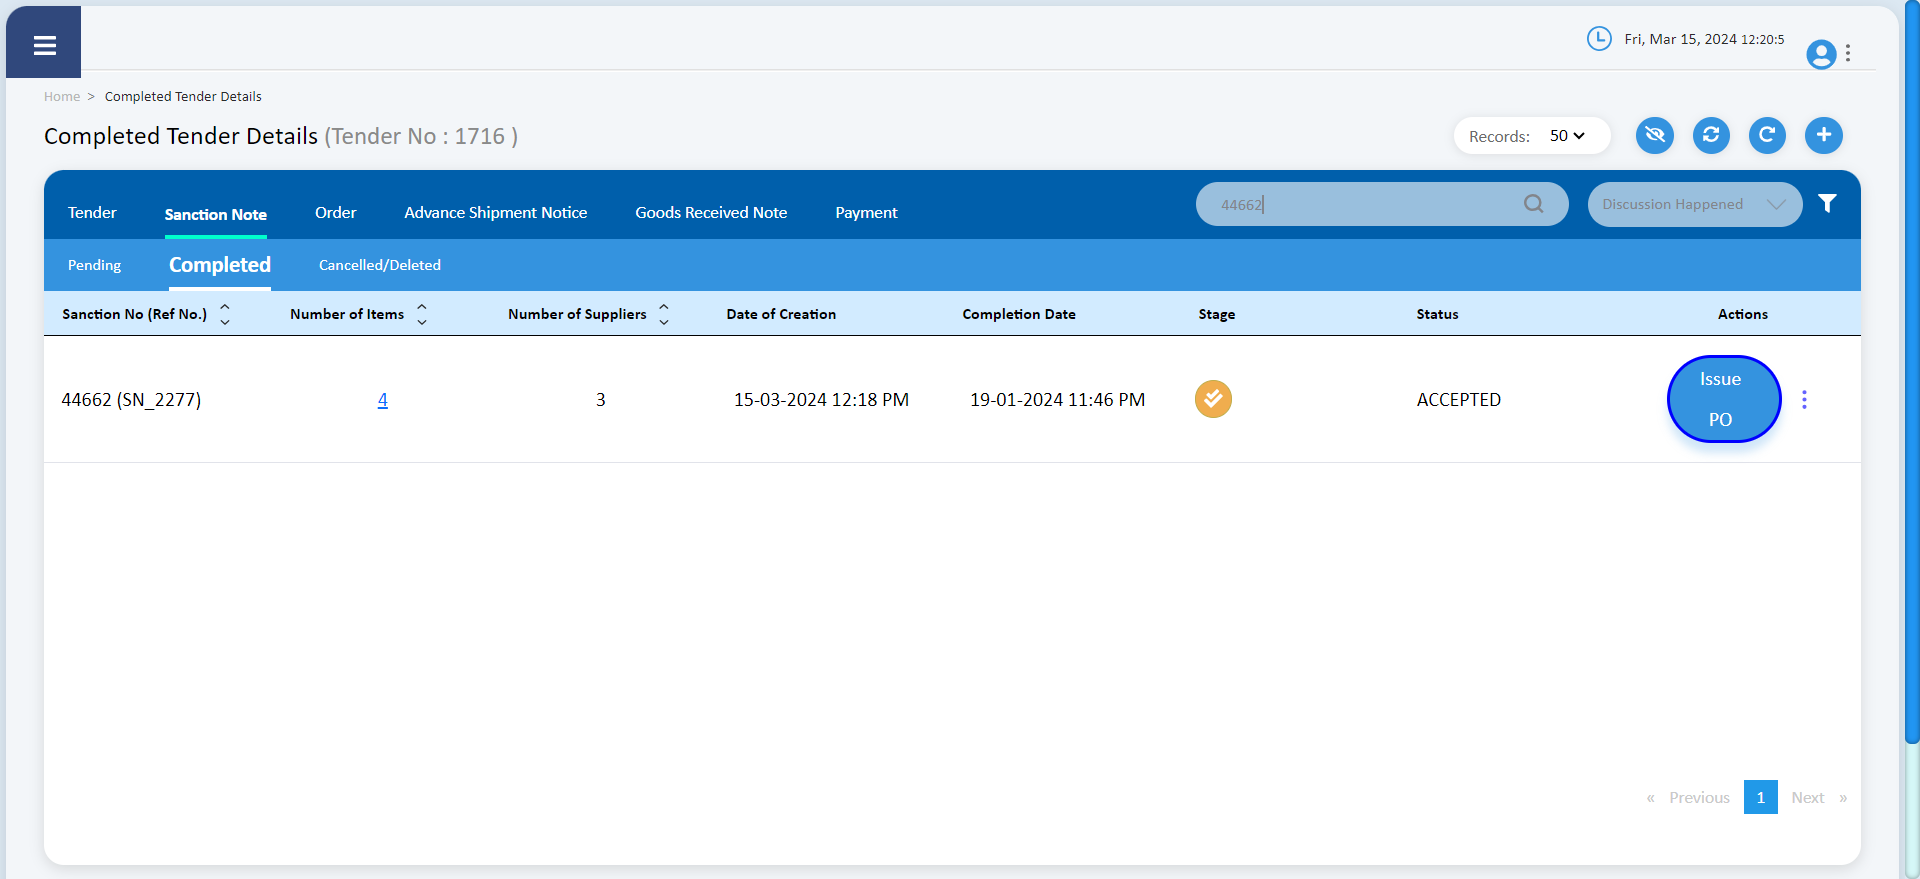 Fri, Mar 15, 2024 12:20:5
Home > Completed Tender Details
Completed Tender Details (Tender No : 1716 )
Records: 50
Tender Sanction Note Order Advance Shipment Notice Goods Received Note Payment 44662 Discussion Happened
Pending Completed Cancelled/Deleted
Sanction No (Ref No.) Number of Items Number of Suppliers Date of Creation Completion Date Stage Status Actions
44662 (SN_2277) 4 3 15-03-2024 12:18 PM 19-01-2024 11:46 PM ACCEPTED Issue
PO
« Previous 1 Next »